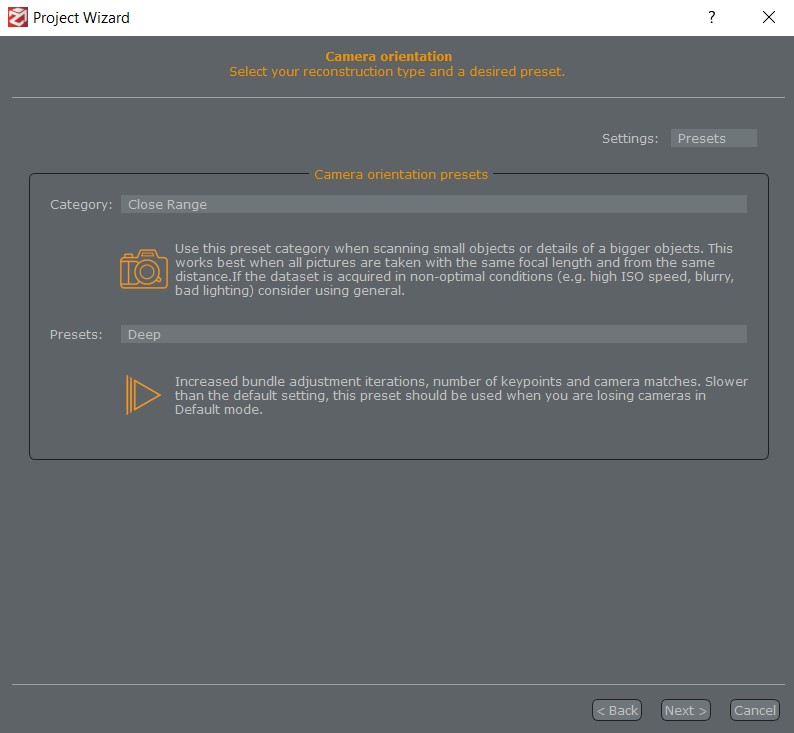 Project Wizard
?
Camera orientation
Select your reconstruction type and a desired preset.
Settings: Presets
Camera orientation presets
Category: Close Range
Use this preset category when scanning small objects or details of a bigger objects. This
works best when all pictures are taken with the same focal length and from the same
distance.If the dataset is acquired in non-optimal conditions (e.g. high ISO speed, blurry,
bad lighting) consider using general.
Presets: Deep
Increased bundle adjustment iterations, number of keypoints and camera matches. Slower
than the default setting, this preset should be used when you are losing cameras in
Default mode.
< Back Next > Cancel